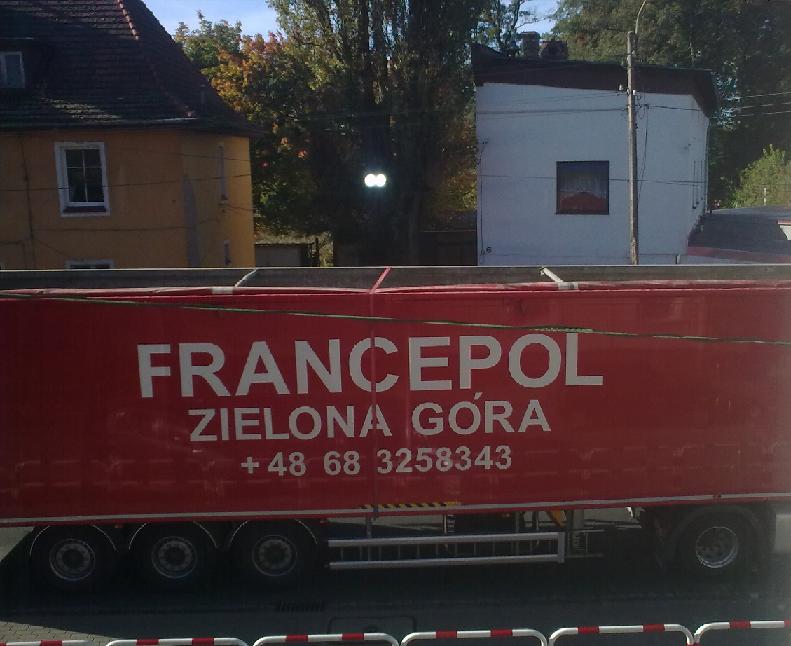 FRANCEPOL
ZIELONA GÓRA
+48 68 3258343